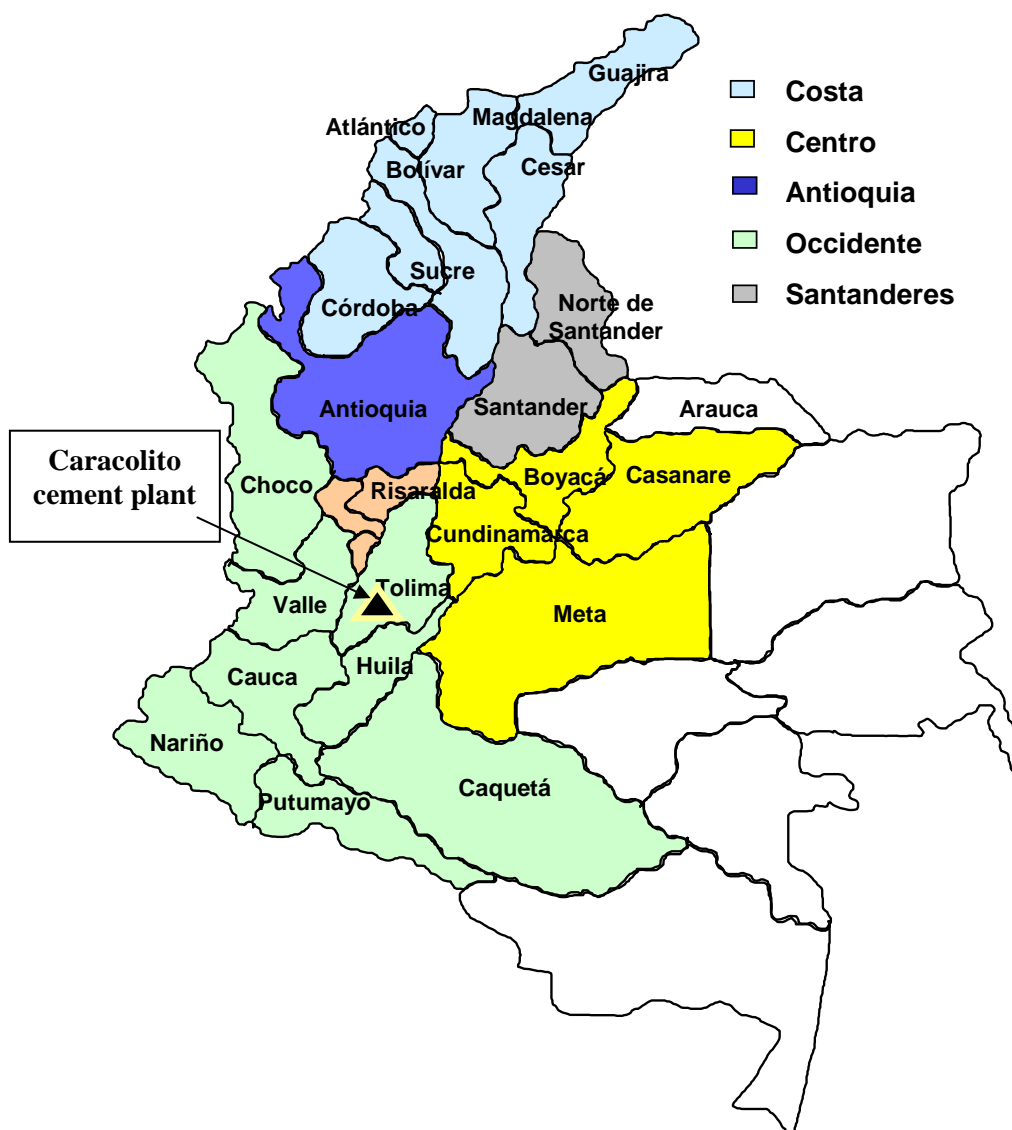 Guajira
Magdalena
Atlántico
Bolívar
Cesar
Sucre
Córdoba
Norte de
Santander
Antioquia
Santander
Arauca
Choco
Risaralda
Boyacá
Casanare
Cundinamarca
Tolima
Valle
Meta
Huila
Cauca
Nariño
Caquetá
Putumayo
Caracolito
cement plant
Costa
Centro
Antioquia
Occidente
Santanderes